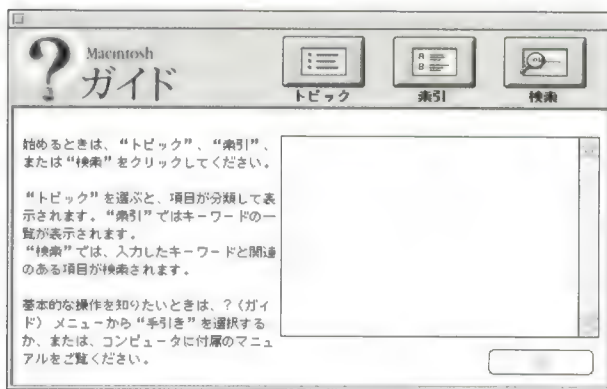 ?
Macintosh
ガイド
トピック
索引
検索
始めるときは、“トピック”、“索引”、
または“検索”をクリックしてください。
“トピック”を選ぶと、項目が分類して表
示されます。“索引”ではキーワードの一
覧が表示されます。
“検索”では、入力したキーワードと関連
のある項目が検索されます。
基本的な操作を知りたいときは、?（ガイ
ド）メニューから“手引き”を選択する
か、または、コンピュータに付属のマニュ
アルをご覧ください。